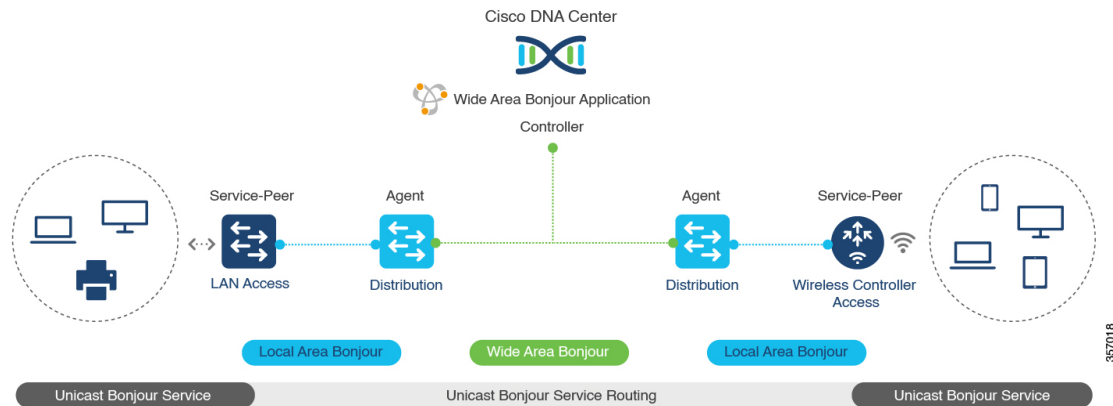 Cisco DNA Center
Wide Area Bonjour Application
Controller
Service-Peer
Agent
Agent
Service-Peer
LAN Access
Distribution
Distribution
Wireless Controller
Access
Local Area Bonjour
Wide Area Bonjour
Local Area Bonjour
Unicast Bonjour Service
Unicast Bonjour Service Routing
Unicast Bonjour Service
357018